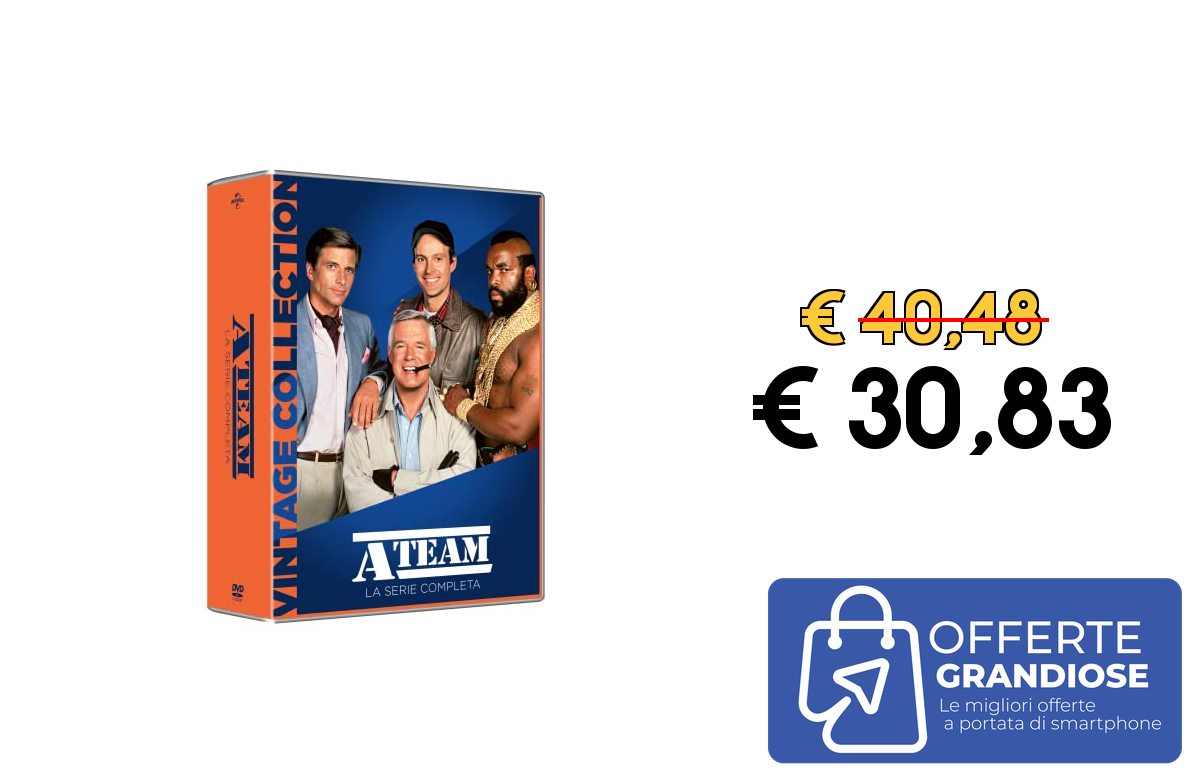 VINTAGE COLLECTION
A TEAM
LA SERIE COMPLETA
DVD
A TEAM
LA SERIE COMPLETA
€ 40,48
€ 30,83
OFFERTE
GRANDIOSE
Le migliori offerte
a portata di smartphone